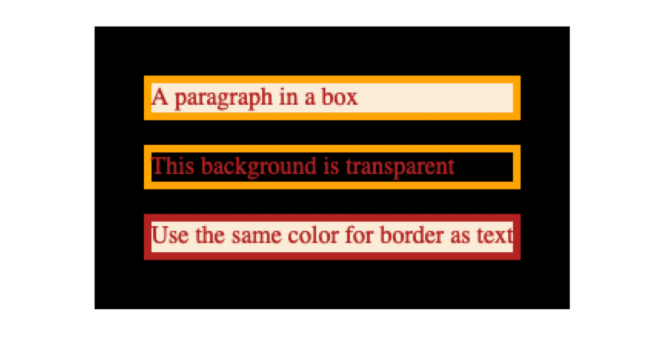 A paragraph in a box
This background is transparent
Use the same color for border as text